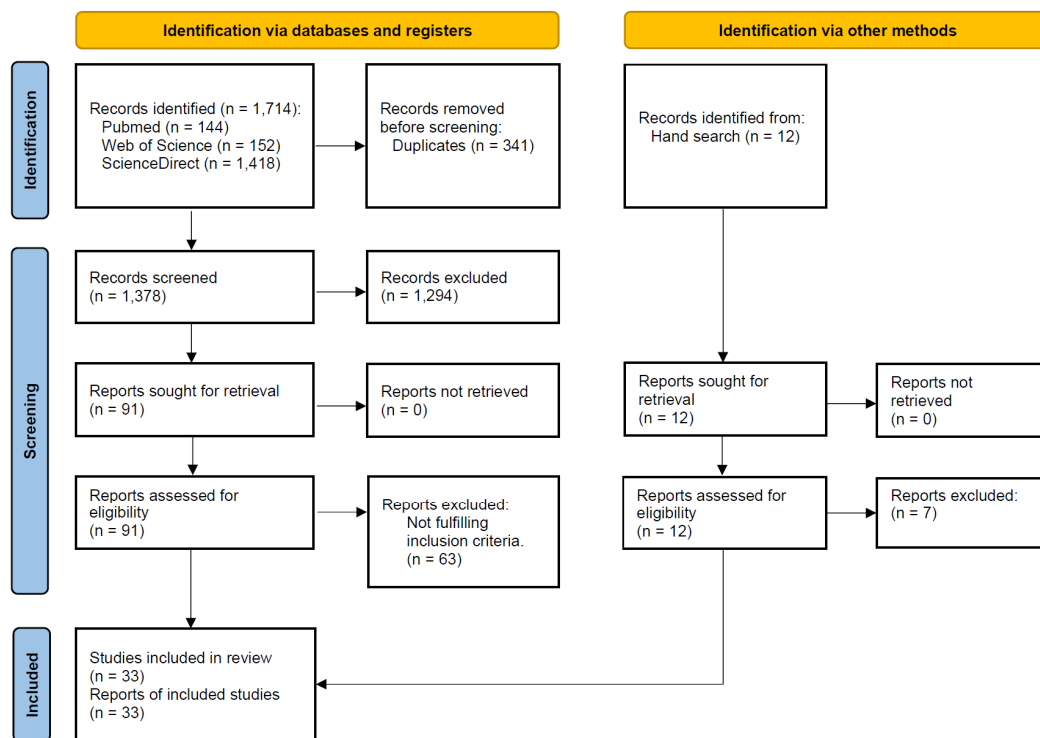 Identification via databases and registers
Identification via other methods
Identification
Records identified (n = 1,714):
Pubmed (n = 144)
Web of Science (n = 152)
ScienceDirect (n = 1,418)
Records removed
before screening:
Duplicates (n = 341)
Records identified from:
Hand search (n = 12)
Screening
Records screened
(n = 1,378)
Records excluded
(n = 1,294)
Reports sought for retrieval
(n = 91)
Reports not retrieved
(n = 0)
Reports sought for
retrieval
(n = 12)
Reports not
retrieved
(n = 0)
Reports assessed for
eligibility
(n = 91)
Reports excluded:
Not fulfilling
inclusion criteria.
(n = 63)
Reports assessed for
eligibility
(n = 12)
Reports excluded:
(n = 7)
Included
Studies included in review
(n = 33)
Reports of included studies
(n = 33)